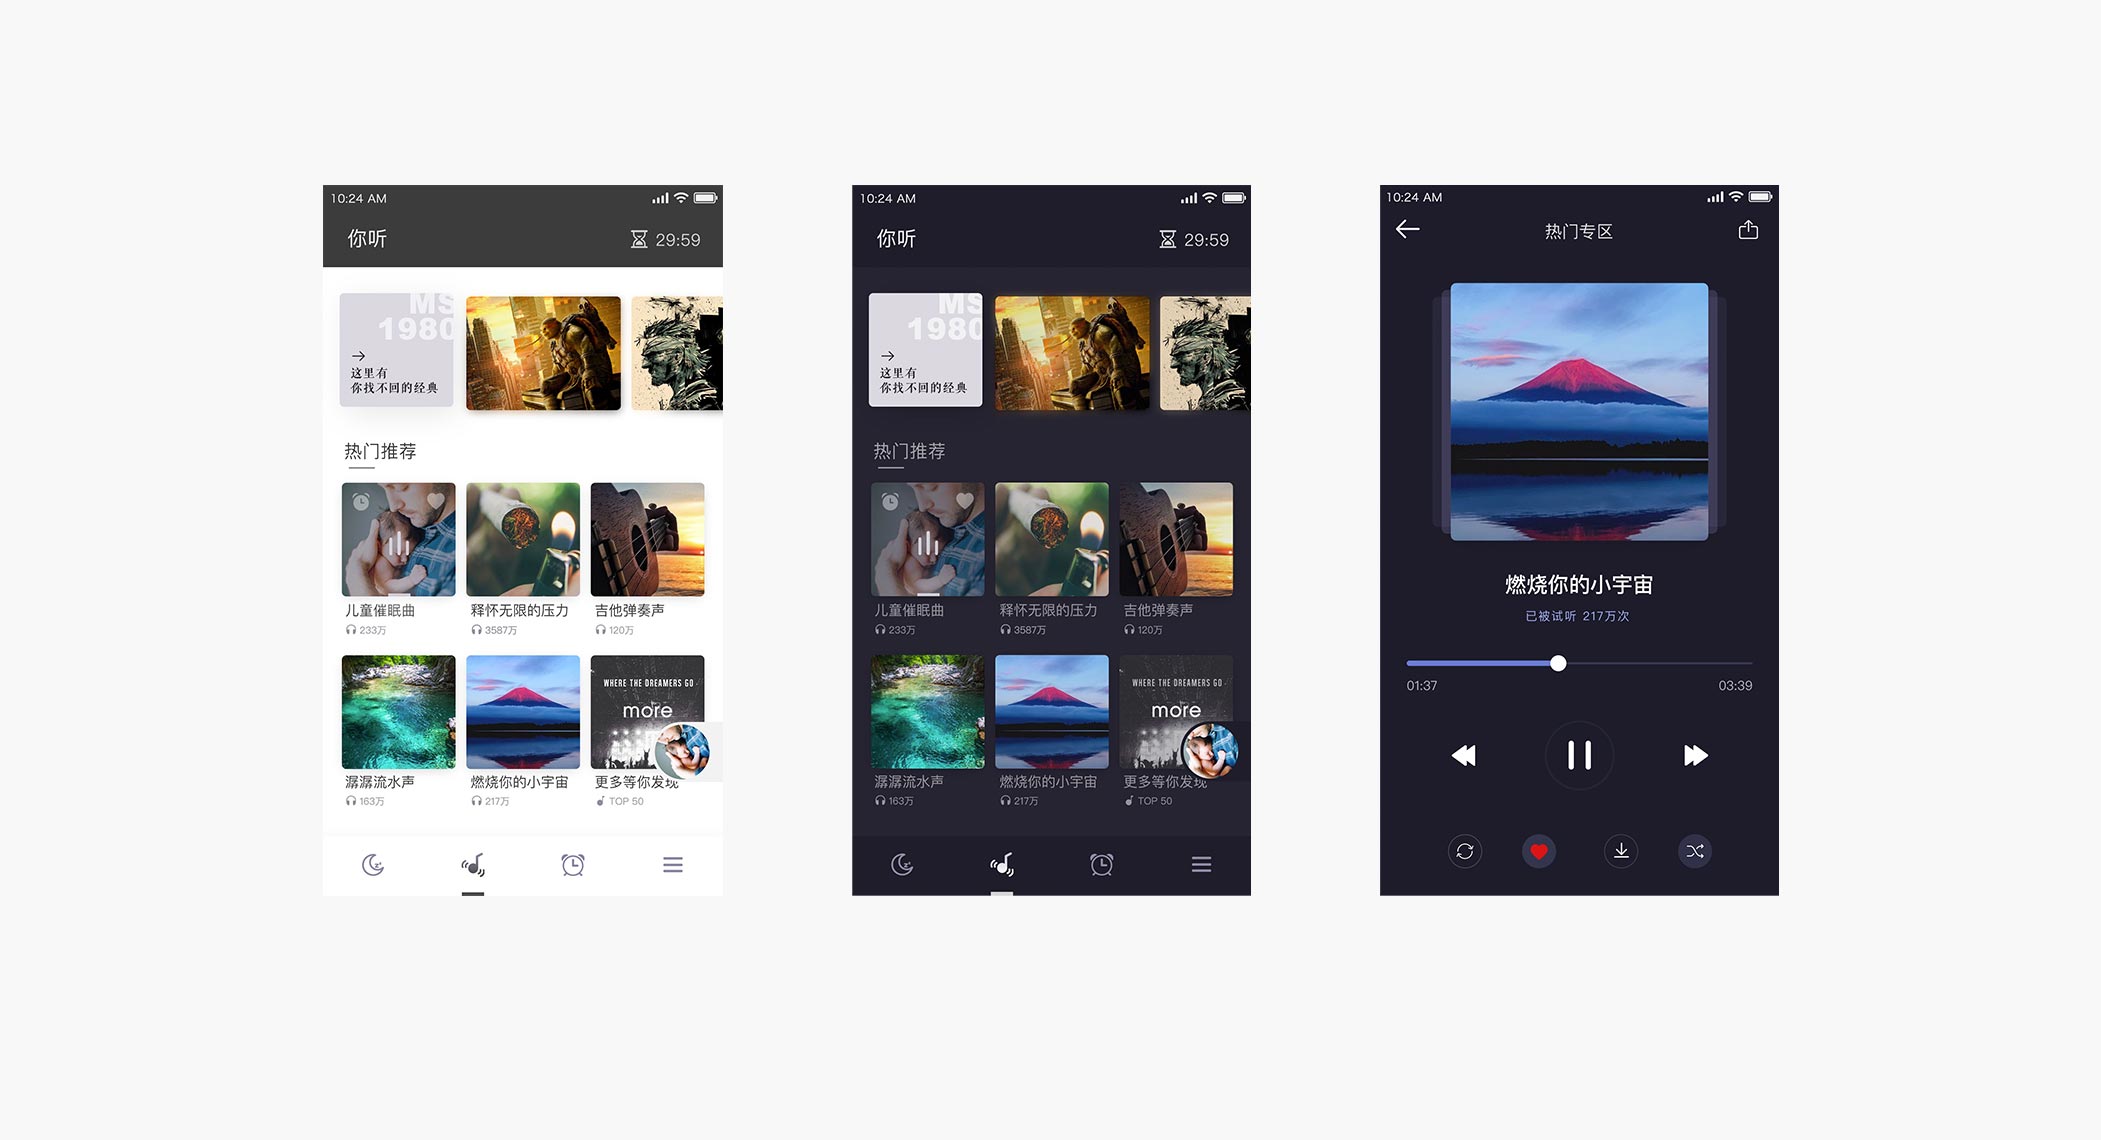 10:24 AM
你听
29:59
MS
1980
这里有
你找不回的经典
热门推荐
儿童催眠曲
释怀无限的压力
吉他弹奏声
233万
3587万
120万
WHERE THE DREAMERS GO
more
潺潺流水声
燃烧你的小宇宙
更多等你发现
163万
217万
TOP 50
10:24 AM
你听
29:59
MS
1980
这里有
你找不回的经典
热门推荐
儿童催眠曲
释怀无限的压力
吉他弹奏声
233万
3587万
120万
WHERE THE DREAMERS GO
more
潺潺流水声
燃烧你的小宇宙
更多等你发现
163万
217万
TOP 50
10:24 AM
热门专区
燃烧你的小宇宙
已被试听 217万次
01:37
03:39